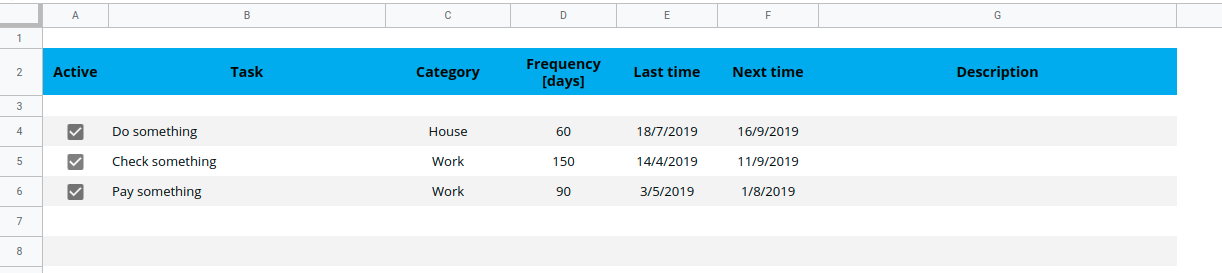 A B C D E F G
1
2 Active Task Category Frequency [days] Last time Next time Description
3
4 Do something House 60 18/7/2019 16/9/2019
5 Check something Work 150 14/4/2019 11/9/2019
6 Pay something Work 90 3/5/2019 1/8/2019
7
8